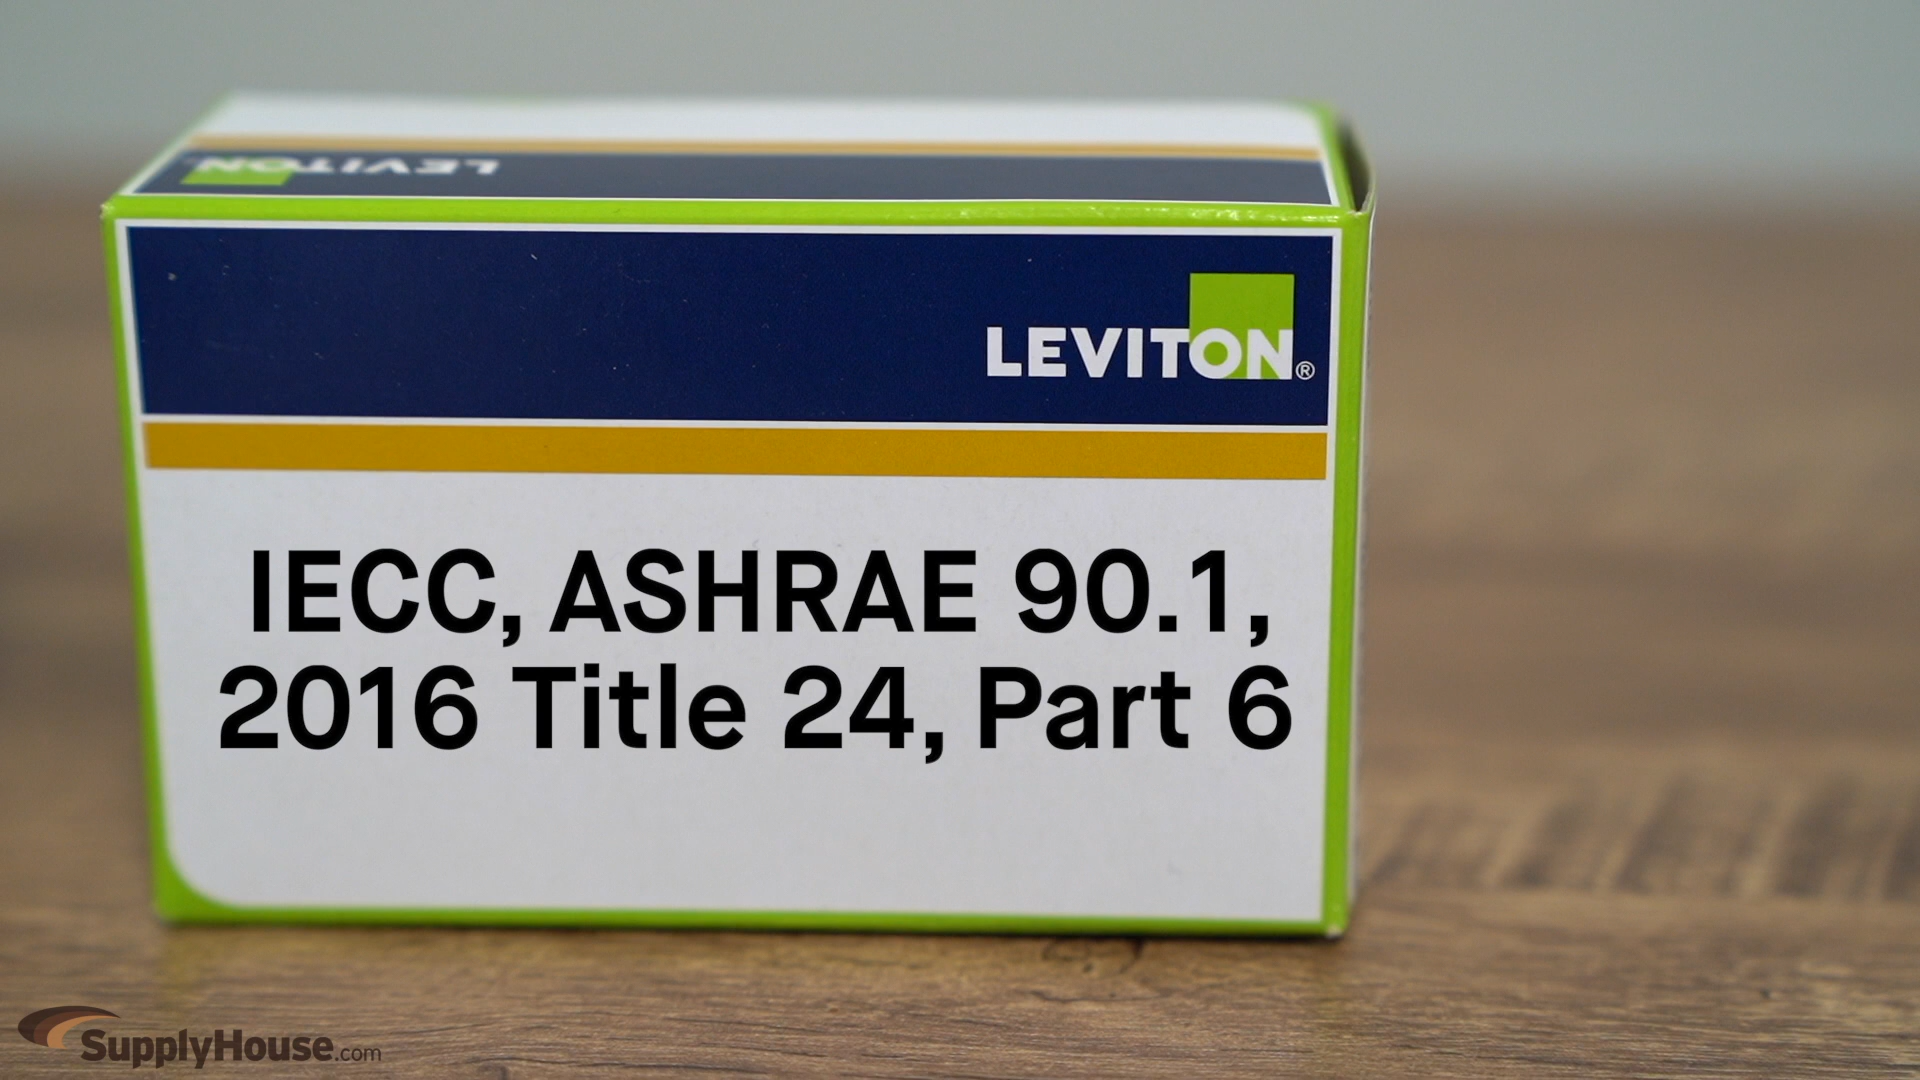 LEVITON
LEVITON®
IECC, ASHRAE 90.1,
2016 Title 24, Part 6
SupplyHouse.com